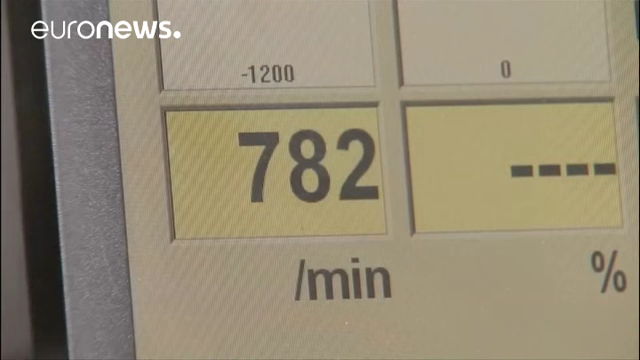 euronews.
-1200
0
782
----
/min
%